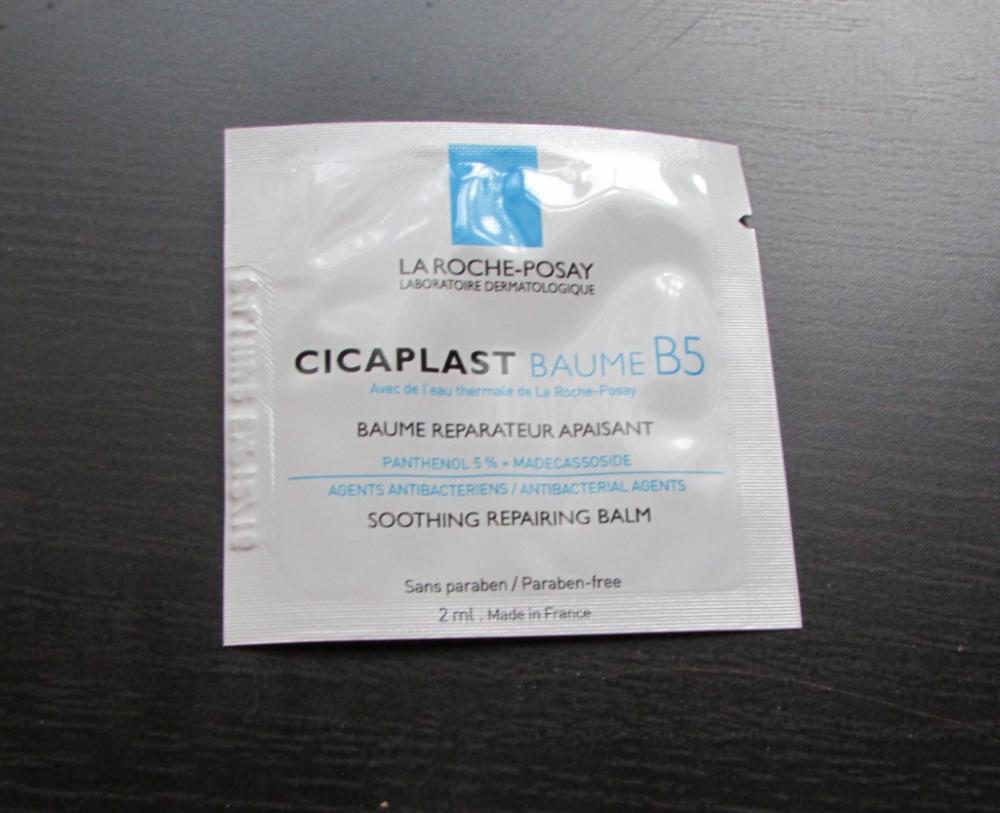 LA ROCHE-POSAY
LABORATOIRE DERMATOLOGIQUE
CICAPLAST BAUME B5
Avec de l'eau thermale de La Roche-Posay
BAUME REPARATEUR APAISANT
PANTHENOL 5 % + MADECASSOSIDE
AGENTS ANTIBACTERIENS / ANTIBACTERIAL AGENTS
SOOTHING REPAIRING BALM
Sans paraben / Paraben-free
2 ml . Made in France